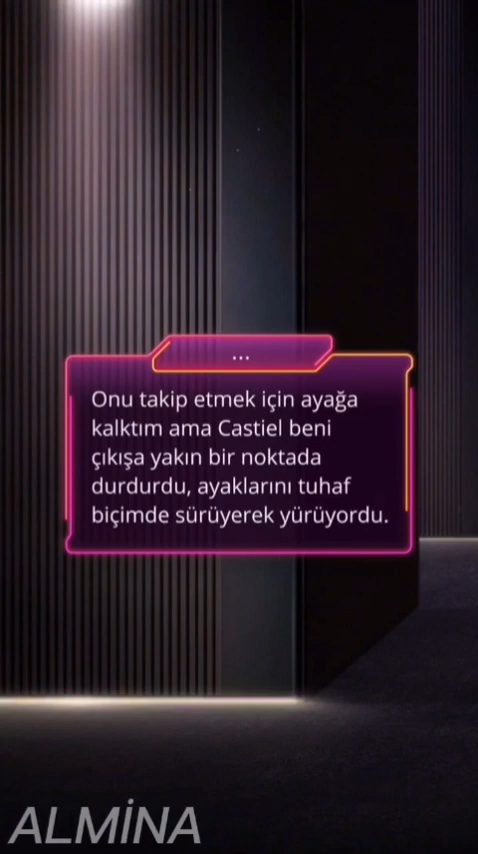 ...
Onu takip etmek için ayağa
kalktım ama Castiel beni
çıkışa yakın bir noktada
durdurdu, ayaklarını tuhaf
biçimde sürüyerek yürüyordu.
ALMİNA